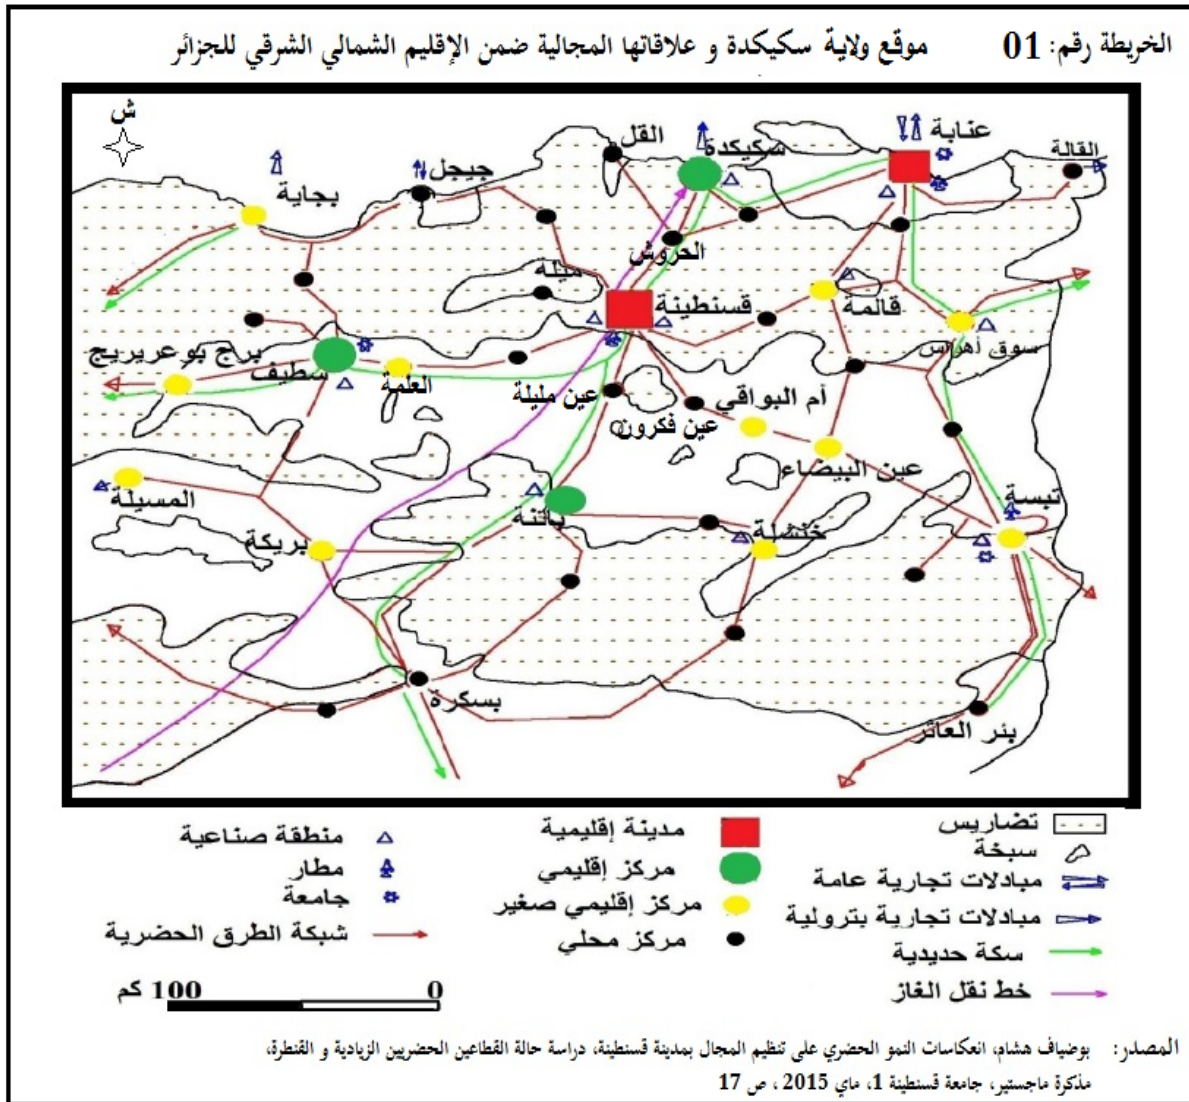 الخريطة رقم: 01 موقع ولاية سكيكدة و علاقاتها المجالية ضمن الإقليم الشمالي الشرقي للجزائر
ش
عنابة
القل
سكيكدة
القالة
جيجل
بجاية
الحروش
ميلة
قسنطينة
قالمة
سوق أهراس
برج بوعريريج
سطيف
العلمة
عين مليلة
أم البواقي
عين فكرون
عين البيضاء
المسيلة
تبسة
باتنة
خنشلة
بريكة
بسكرة
بئر العاتر
تضاريس
سبخة
مبادلات تجارية عامة
مبادلات تجارية بترولية
سكة حديدية
خط نقل الغاز
مدينة إقليمية
مركز إقليمي
مركز إقليمي صغير
مركز محلي
منطقة صناعية
مطار
جامعة
شبكة الطرق الحضرية
0 100 كم
المصدر: بوضياف هشام، انعكاسات النمو الحضري على تنظيم المجال بمدينة قسنطينة، دراسة حالة القطاعين الحضريين الزيادية و القنطرة،
مذكرة ماجستير، جامعة قسنطينة 1، ماي 2015 ، ص 17